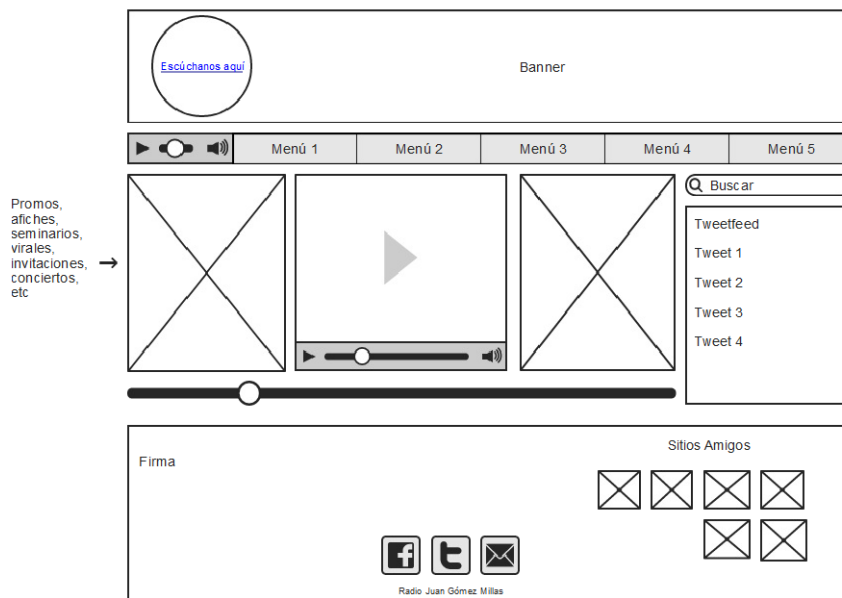 Escúchanos aquí
Banner
Menú 1
Menú 2
Menú 3
Menú 4
Menú 5
Promos,
afiches,
seminarios,
virales,
invitaciones,
conciertos,
etc
Buscar
Tweetfeed
Tweet 1
Tweet 2
Tweet 3
Tweet 4
Firma
Sitios Amigos
Radio Juan Gómez Millas